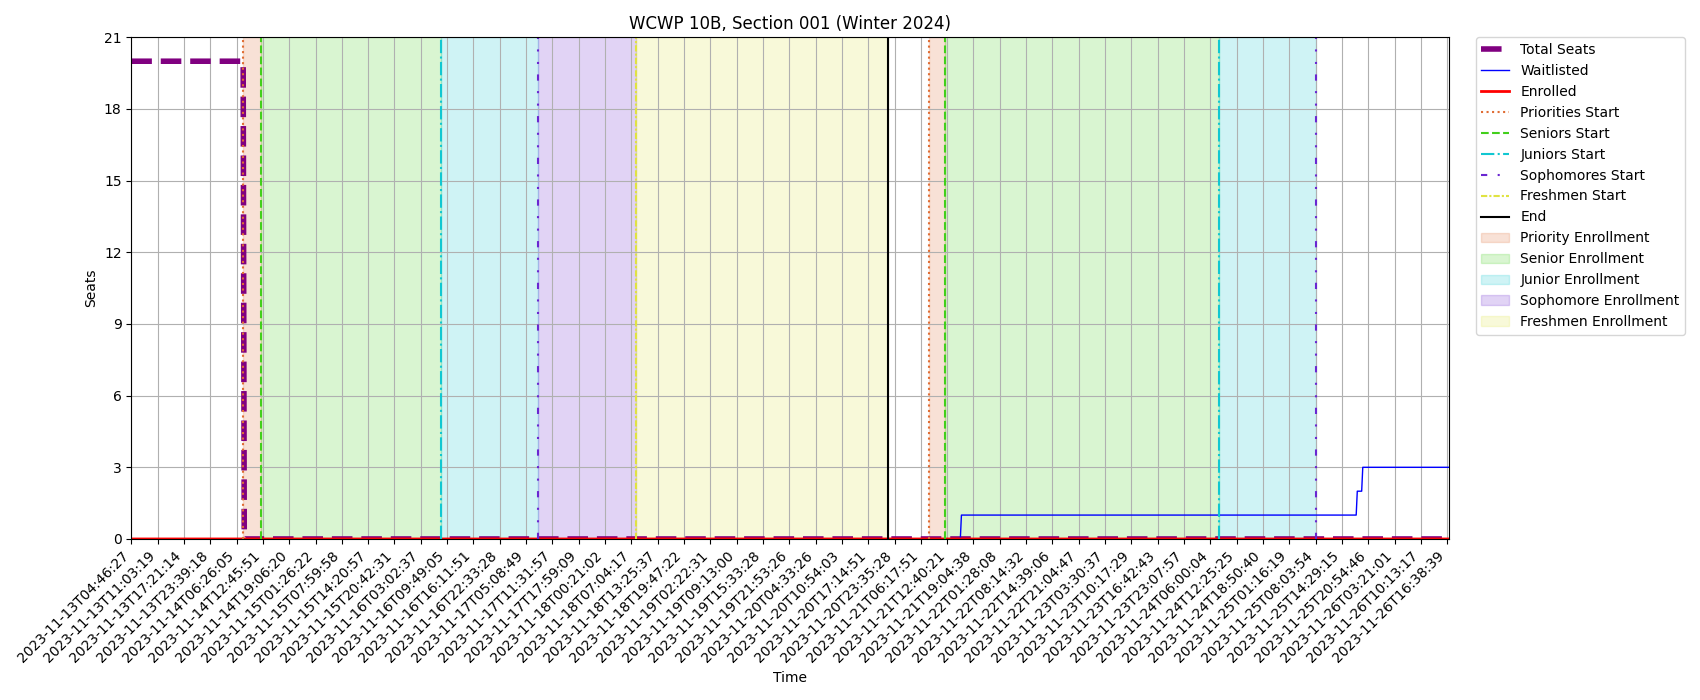 WCWP 10B, Section 001 (Winter 2024)
21
18
15
12
9
6
3
0
Seats
2023-11-13T04:46:27
2023-11-13T11:03:19
2023-11-13T17:21:14
2023-11-13T23:39:18
2023-11-14T06:26:05
2023-11-14T12:45:51
2023-11-14T19:06:20
2023-11-15T01:26:22
2023-11-15T07:59:58
2023-11-15T14:20:57
2023-11-15T20:42:31
2023-11-16T03:02:37
2023-11-16T09:49:05
2023-11-16T16:11:51
2023-11-16T22:33:28
2023-11-17T05:08:49
2023-11-17T11:31:57
2023-11-17T17:59:09
2023-11-18T00:21:02
2023-11-18T07:04:17
2023-11-18T13:25:37
2023-11-18T19:47:22
2023-11-19T02:22:31
2023-11-19T09:13:00
2023-11-19T15:33:28
2023-11-19T21:53:26
2023-11-20T04:33:26
2023-11-20T10:54:03
2023-11-20T17:14:51
2023-11-20T23:35:28
2023-11-21T06:17:51
2023-11-21T12:40:21
2023-11-21T19:04:38
2023-11-22T01:28:08
2023-11-22T08:14:32
2023-11-22T14:39:06
2023-11-22T21:04:47
2023-11-23T03:30:37
2023-11-23T10:17:29
2023-11-23T16:42:43
2023-11-23T23:07:57
2023-11-24T06:00:04
2023-11-24T12:25:25
2023-11-24T18:50:40
2023-11-25T01:16:19
2023-11-25T08:03:54
2023-11-25T14:29:15
2023-11-25T20:54:46
2023-11-26T03:21:01
2023-11-26T10:13:17
2023-11-26T16:38:39
Time
Total Seats
Waitlisted
Enrolled
Priorities Start
Seniors Start
Juniors Start
Sophomores Start
Freshmen Start
End
Priority Enrollment
Senior Enrollment
Junior Enrollment
Sophomore Enrollment
Freshmen Enrollment